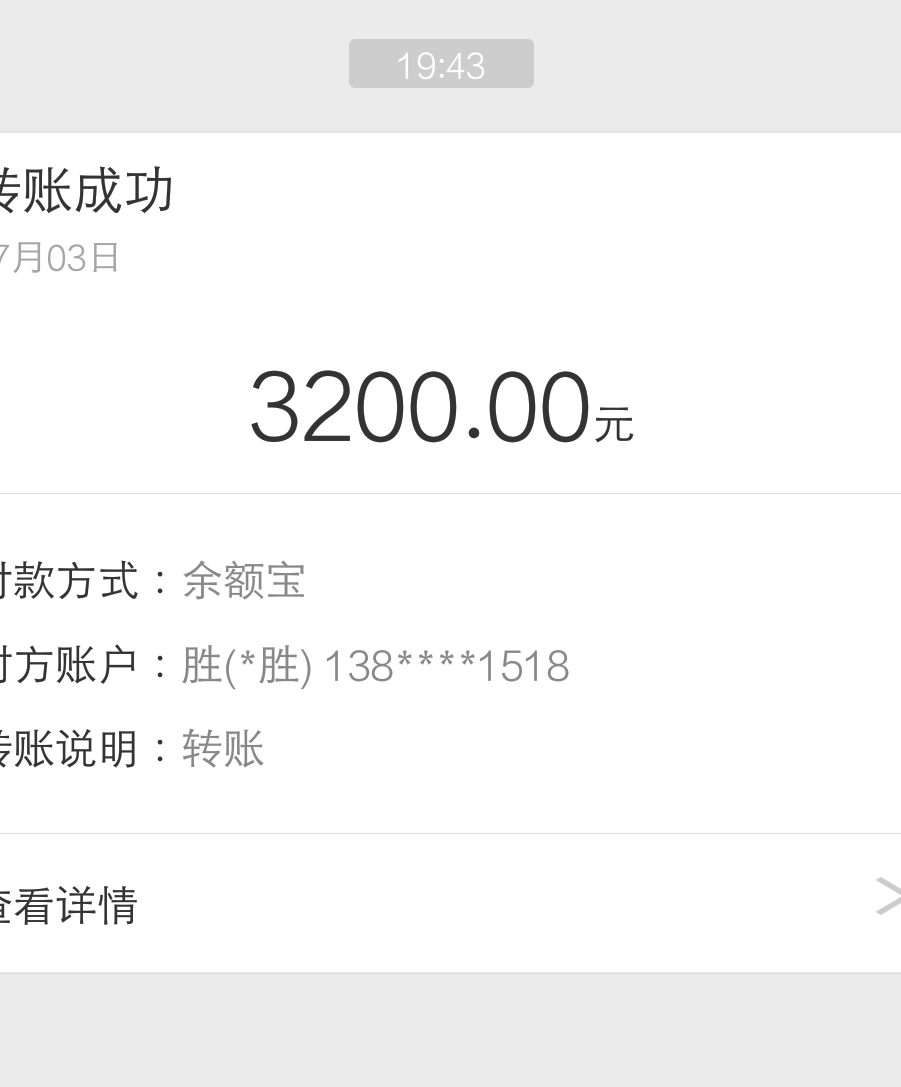 19:43
转账成功
7月03日
3200.00元
付款方式：余额宝
对方账户：胜(*胜) 138****1518
转账说明：转账
查看详情